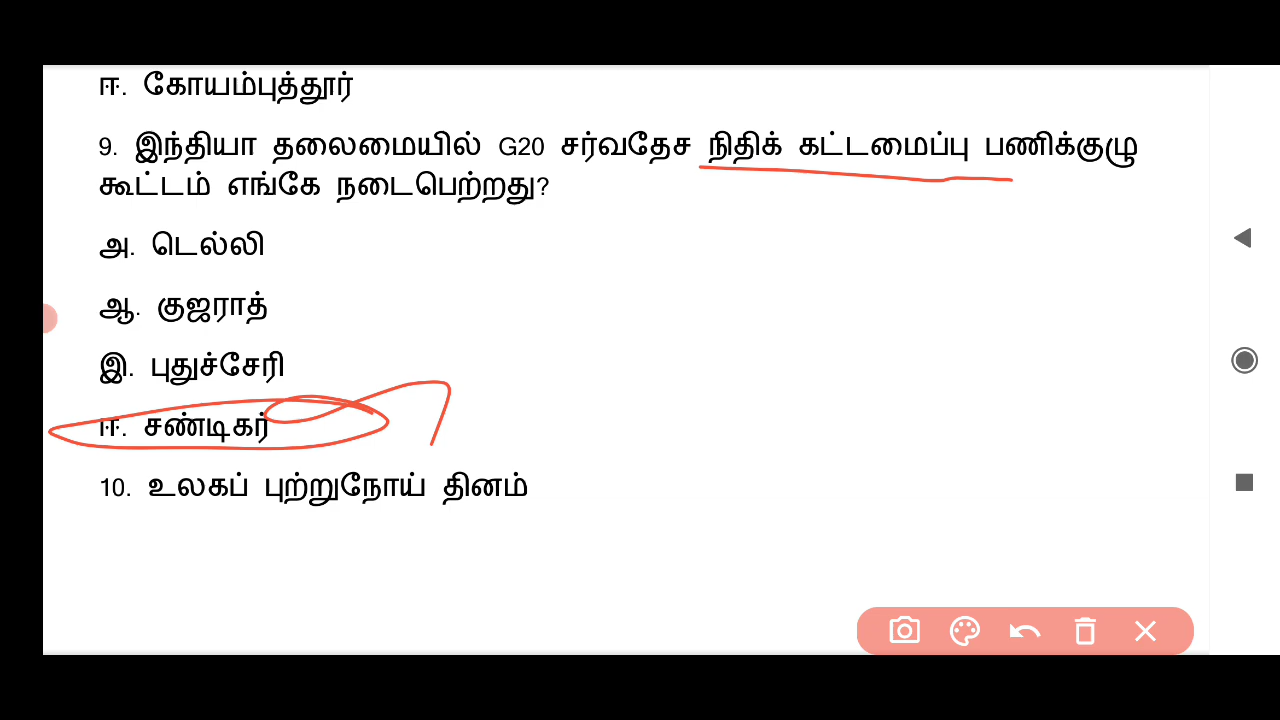 ஈ. கோயம்புத்தூர்
9. இந்தியா தலைமையில் G20 சர்வதேச நிதிக் கட்டமைப்பு பணிக்குழு
கூட்டம் எங்கே நடைபெற்றது?
அ. டெல்லி
ஆ. குஜராத்
இ. புதுச்சேரி
ஈ. சண்டிகர்
10. உலகப் புற்றுநோய் தினம்